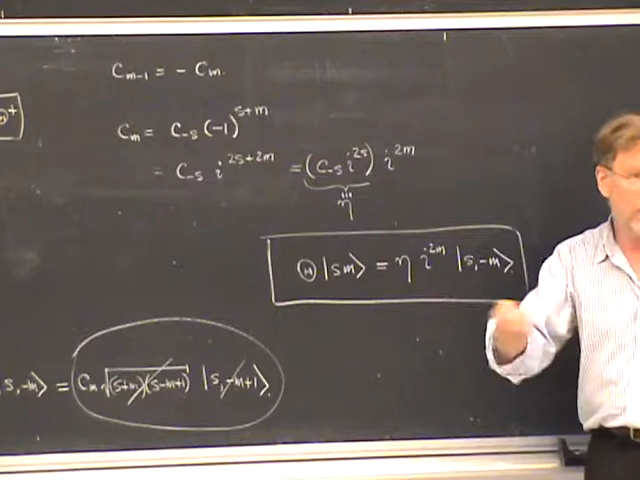 C_{m-1} = - C_m.
Θ^+
C_m = C_{-s} (-1)^{s+m}
= C_{-s} i^{2s+2m} = (C_{-s} i^{2s}) i^{2m}
η
Θ |sm⟩ = η i^{2m} |s,-m⟩.
s,-m⟩ = C_m √(s+m)(s-m+1) |s,-m+1⟩.